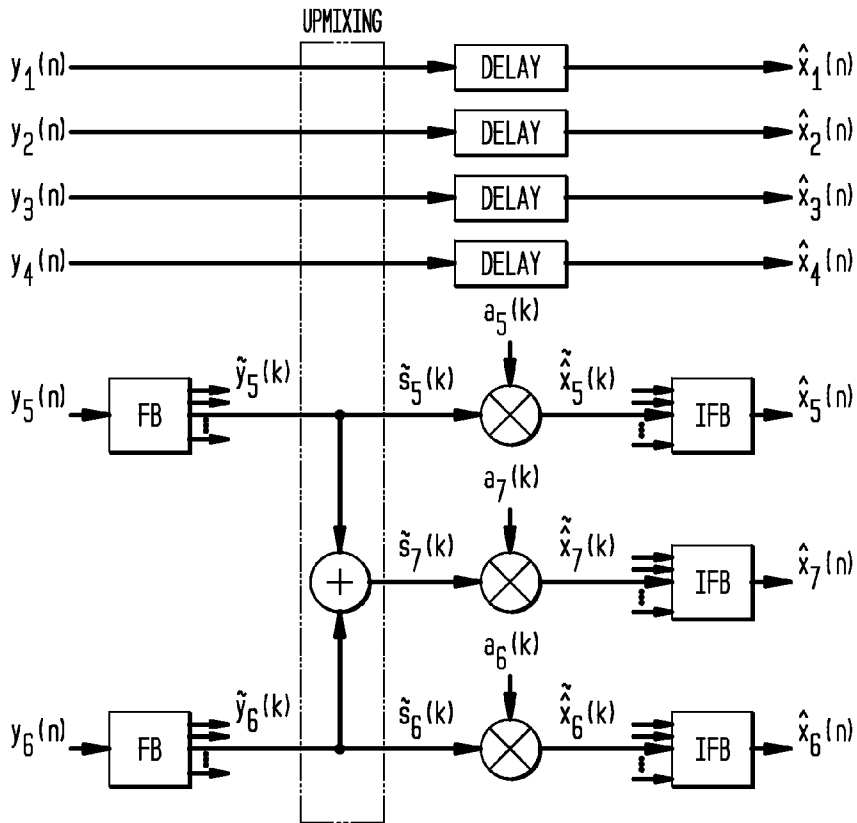 UPMIXING
y₁(n) DELAY x̂₁(n)
y₂(n) DELAY x̂₂(n)
y₃(n) DELAY x̂₃(n)
y₄(n) DELAY x̂₄(n)
a₅(k)
y₅(n) FB ỹ₅(k) s̃₅(k) x̂̃₅(k) IFB x̂₅(n)
a₇(k)
+ s̃₇(k) x̂̃₇(k) IFB x̂₇(n)
a₆(k)
y₆(n) FB ỹ₆(k) s̃₆(k) x̂̃₆(k) IFB x̂₆(n)